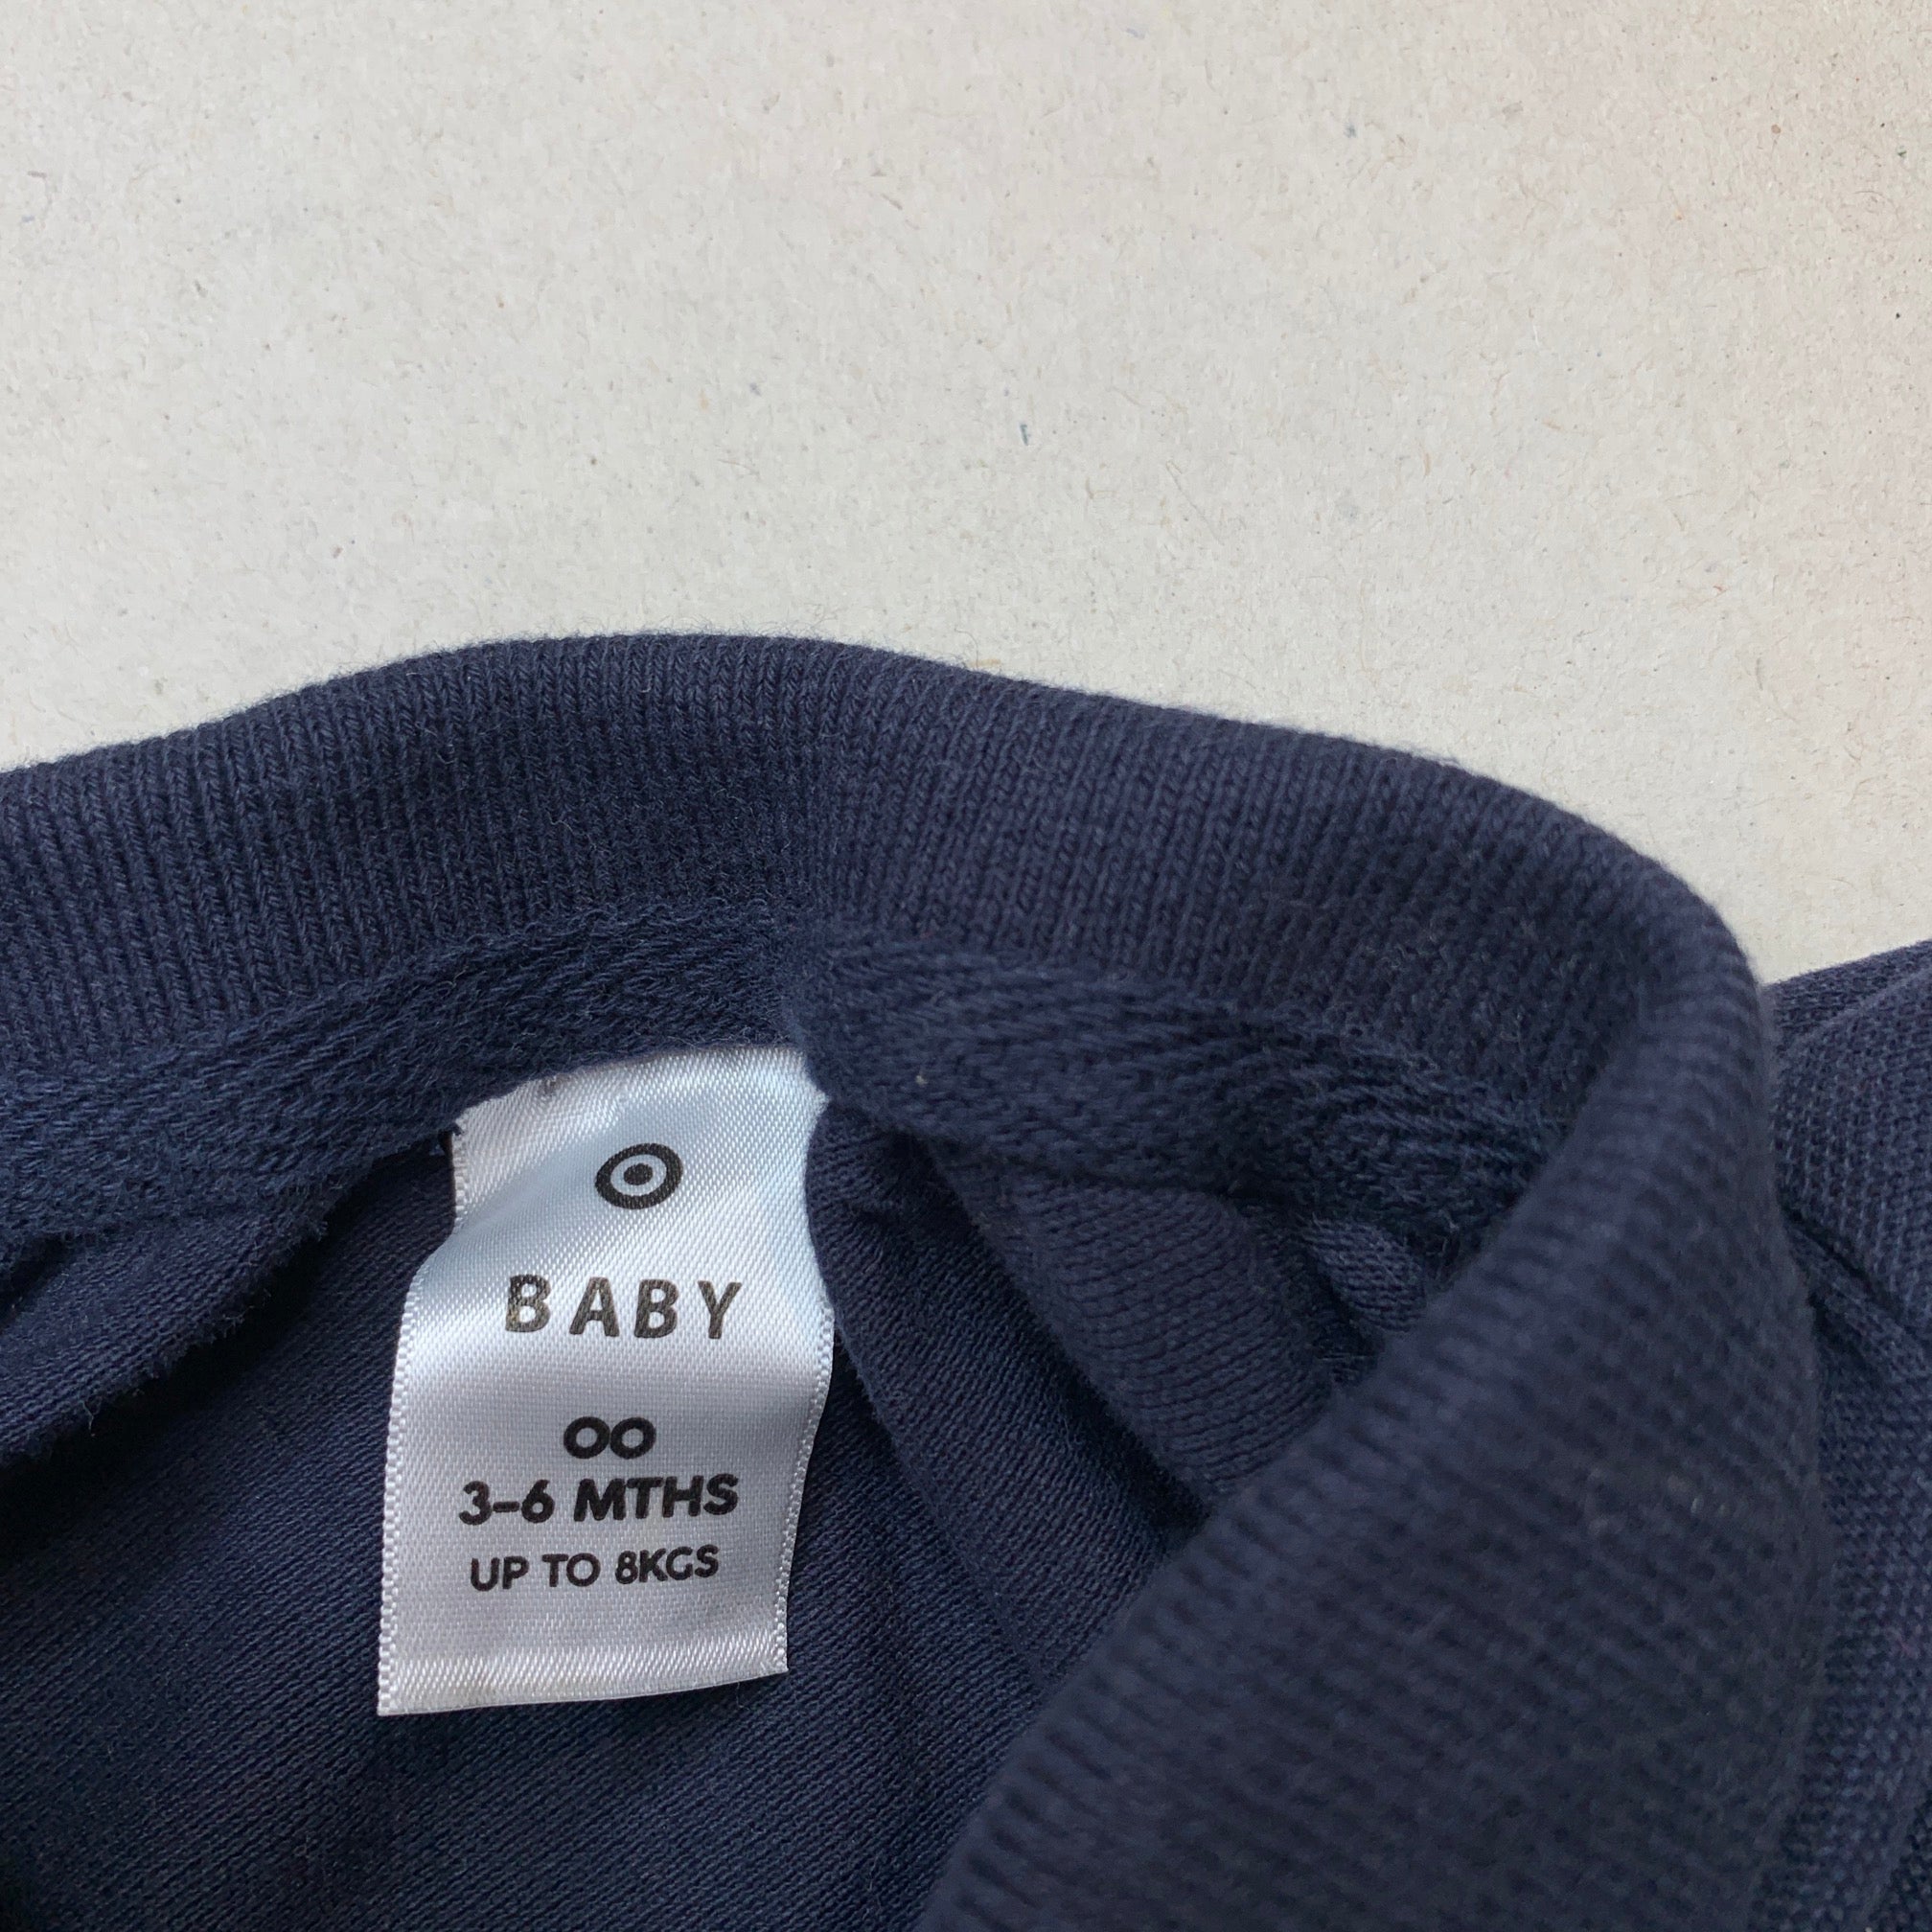 BABY
00
3-6 MTHS
UP TO 8KGS